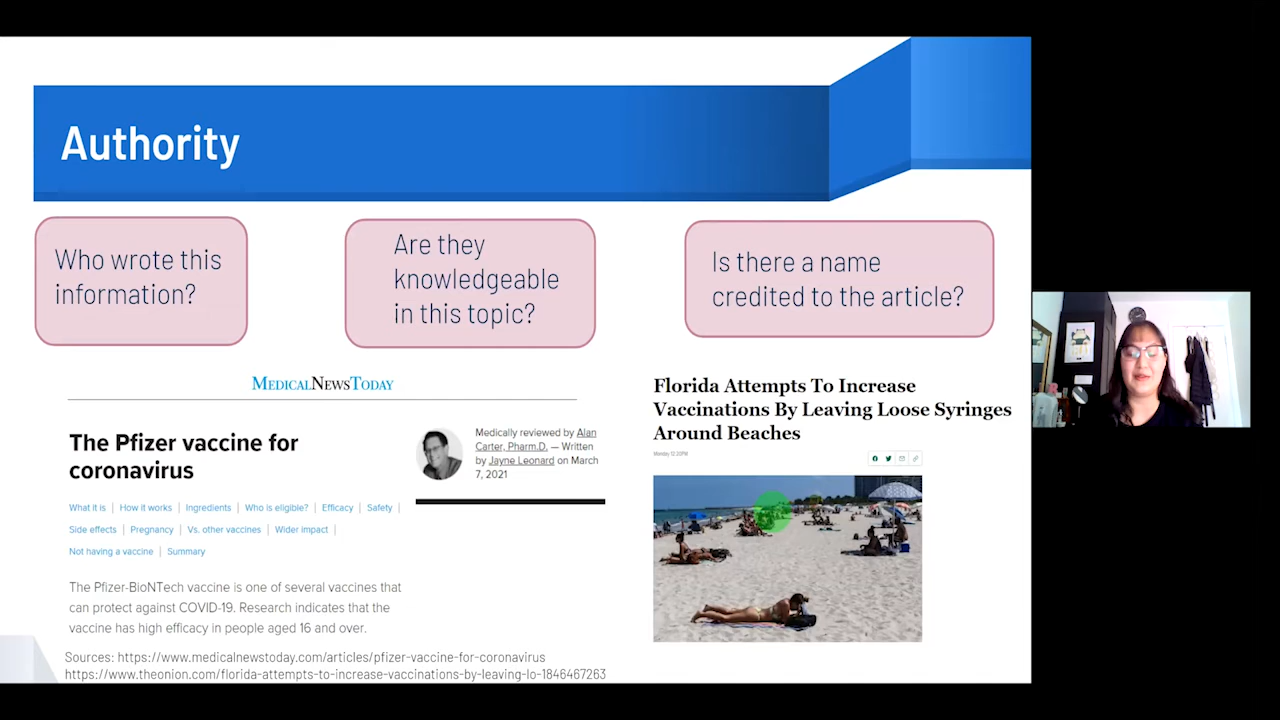 Authority
Who wrote this
information?
Are they
knowledgeable
in this topic?
Is there a name
credited to the article?
MEDICALNEWSTODAY
The Pfizer vaccine for
coronavirus
Medically reviewed by Alan
Carter, Pharm.D. — Written
by Jayne Leonard on March
7, 2021
What it is | How it works | Ingredients | Who is eligible? | Efficacy | Safety |
Side effects | Pregnancy | Vs. other vaccines | Wider impact |
Not having a vaccine | Summary
The Pfizer-BioNTech vaccine is one of several vaccines that
can protect against COVID-19. Research indicates that the
vaccine has high efficacy in people aged 16 and over.
Florida Attempts To Increase
Vaccinations By Leaving Loose Syringes
Around Beaches
Monday 12:20PM
Sources: https://www.medicalnewstoday.com/articles/pfizer-vaccine-for-coronavirus
https://www.theonion.com/florida-attempts-to-increase-vaccinations-by-leaving-lo-1846467263